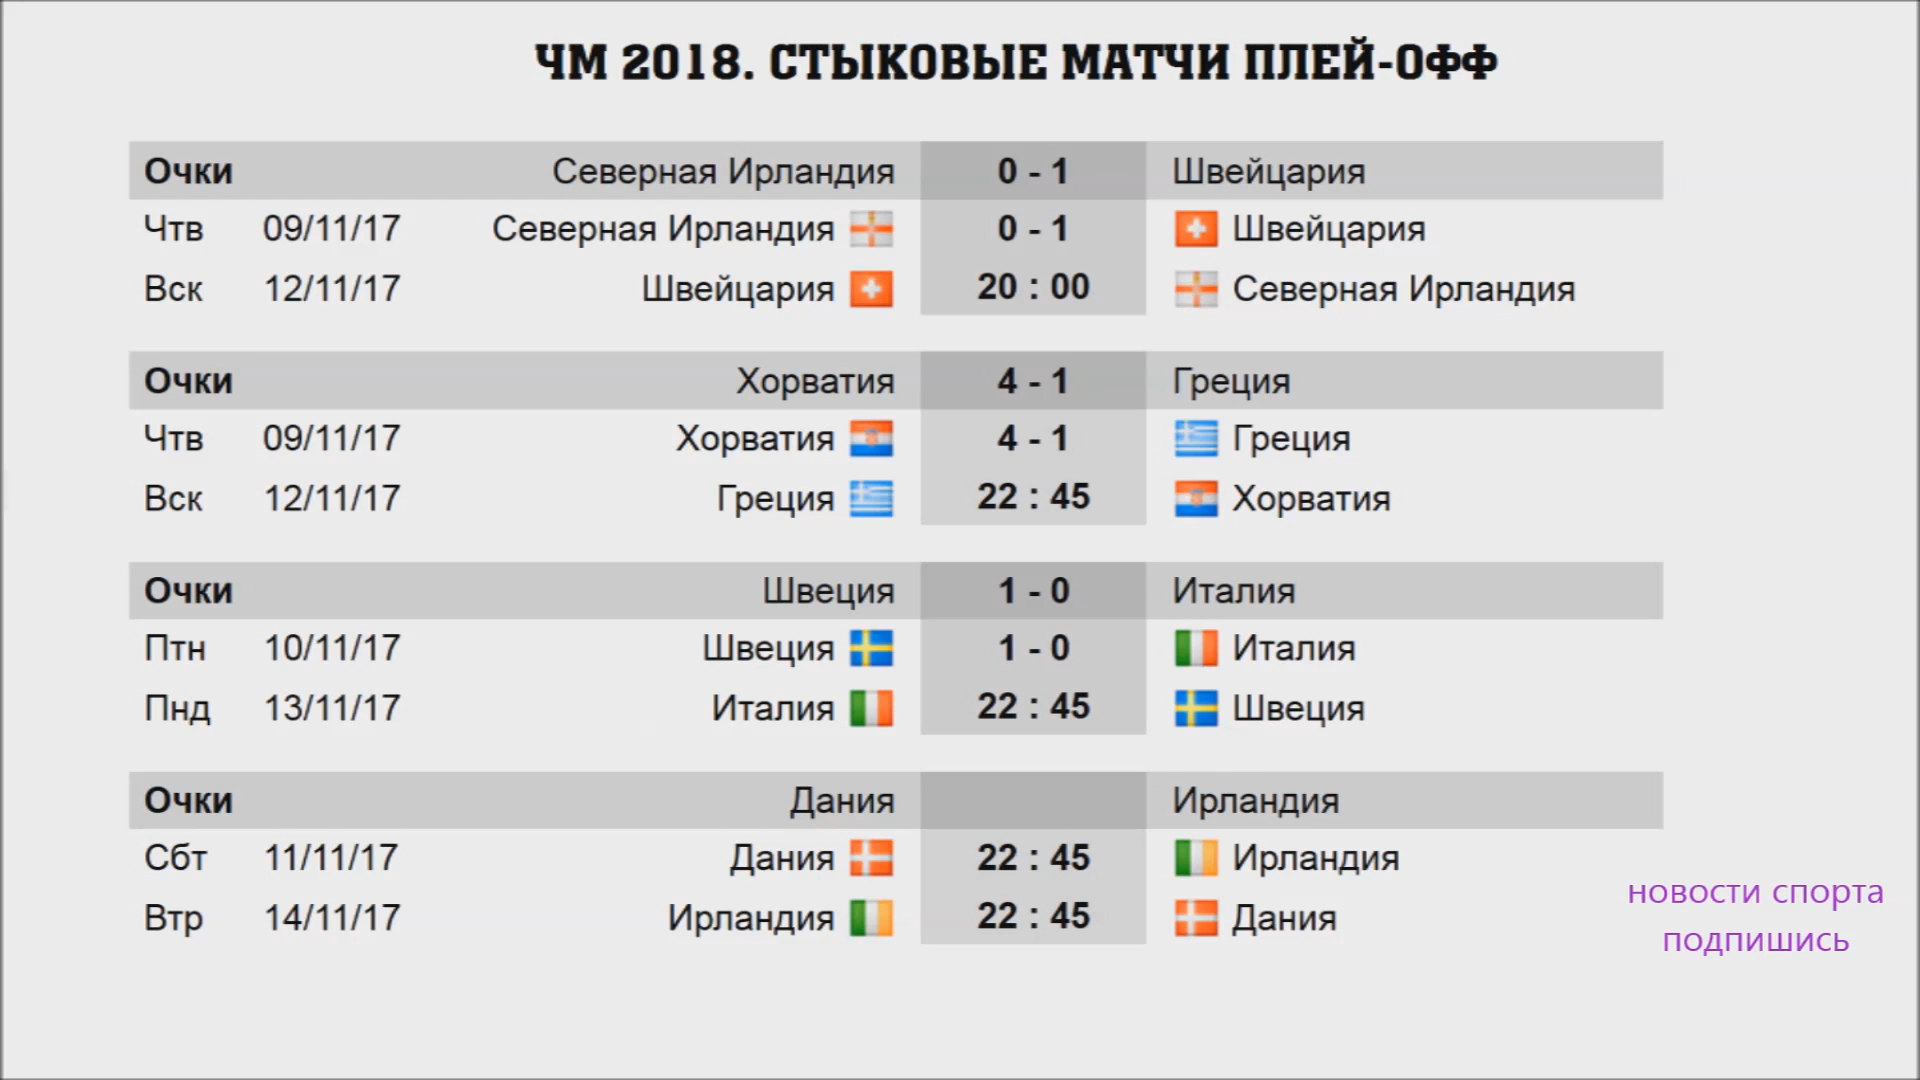 ЧМ 2018. СТЫКОВЫЕ МАТЧИ ПЛЕЙ-ОФФ
Очки Северная Ирландия 0 - 1 Швейцария
Чтв 09/11/17 Северная Ирландия 0 - 1 Швейцария
Вск 12/11/17 Швейцария 20 : 00 Северная Ирландия
Очки Хорватия 4 - 1 Греция
Чтв 09/11/17 Хорватия 4 - 1 Греция
Вск 12/11/17 Греция 22 : 45 Хорватия
Очки Швеция 1 - 0 Италия
Птн 10/11/17 Швеция 1 - 0 Италия
Пнд 13/11/17 Италия 22 : 45 Швеция
Очки Дания Ирландия
Сбт 11/11/17 Дания 22 : 45 Ирландия
Втр 14/11/17 Ирландия 22 : 45 Дания
новости спорта
подпишись